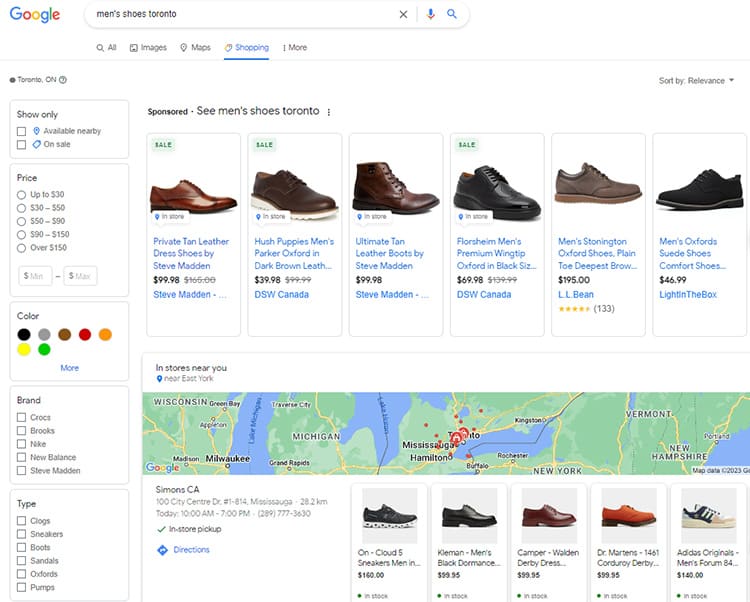 Google
men's shoes toronto
All Images Maps Shopping More
Toronto, ON
Sort by: Relevance
Show only
Available nearby
On sale
Price
Up to $30
$30 – $50
$50 – $90
$90 – $150
Over $150
$ Min – $ Max
Color
More
Brand
Crocs
Brooks
Nike
New Balance
Steve Madden
Type
Clogs
Sneakers
Boots
Sandals
Oxfords
Pumps
Sponsored · See men's shoes toronto
SALE
In store
Private Tan Leather
Dress Shoes by
Steve Madden
$99.98 $165.00
Steve Madden - ...
SALE
In store
Hush Puppies Men's
Parker Oxford in
Dark Brown Leath...
$39.98 $99.99
DSW Canada
In store
Ultimate Tan
Leather Boots by
Steve Madden
$99.98
Steve Madden - ...
SALE
In store
Florsheim Men's
Premium Wingtip
Oxford in Black Siz...
$69.98 $139.99
DSW Canada
Men's Stonington
Oxford Shoes, Plain
Toe Deepest Brow...
$195.00
L.L.Bean
(133)
Men's Oxfords
Suede Shoes
Comfort Shoes...
$46.99
LightInTheBox
In stores near you
near East York
WISCONSIN
Green Bay
Appleton
Madison
Milwaukee
Lake Michigan
Traverse City
MICHIGAN
Grand Rapids
Lake Huron
Toronto
Mississauga
Hamilton
Buffalo
Kingston
Rochester
NEW YORK
VERMONT
NEW
HAMPSHIRE
Portland
Google
Map data ©2023 Go
Simons CA
100 City Centre Dr. #1-814, Mississauga · 28.2 km
Today: 10:00 AM - 7:00 PM · (289) 777-3630
In-store pickup
Directions
On - Cloud 5
Sneakers Men in...
$160.00
In stock
Kleman - Men's
Black Dormance...
$99.95
In stock
Camper - Walden
Derby Dress...
$99.95
In stock
Dr. Martens - 1461
Corduroy Derby...
$99.95
In stock
Adidas Originals -
Men's Forum 84...
$140.00
In stock